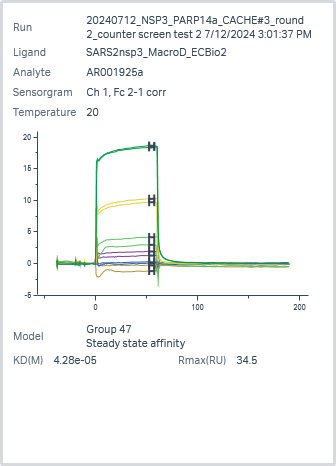 Run 20240712_NSP3_PARP14a_CACHE#3_round
2_counter screen test 2 7/12/2024 3:01:37 PM
Ligand SARS2nsp3_MacroD_ECBio2
Analyte AR001925a
Sensorgram Ch 1, Fc 2-1 corr
Temperature 20
20
15
10
5
0
-5
0 100 200
Model Group 47
Steady state affinity
KD(M) 4.28e-05 Rmax(RU) 34.5